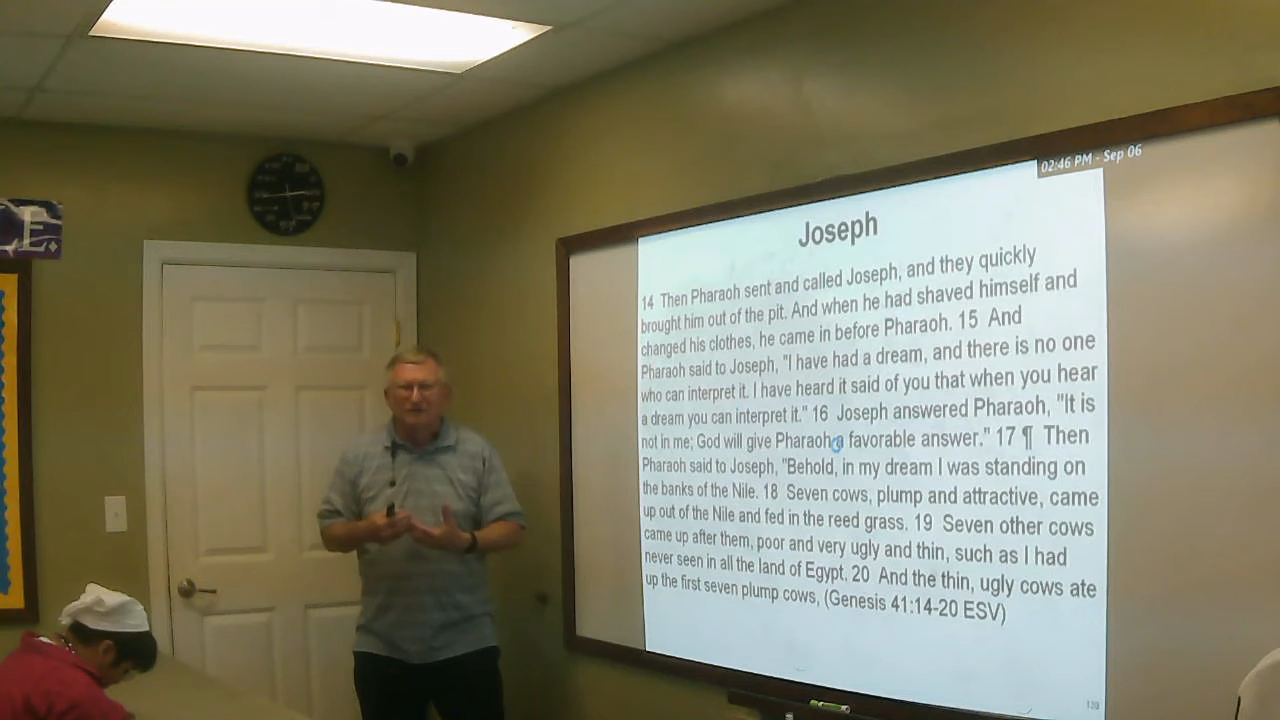 E.
02:46 PM - Sep 06
Joseph
14 Then Pharaoh sent and called Joseph, and they quickly
brought him out of the pit. And when he had shaved himself and
changed his clothes, he came in before Pharaoh. 15 And
Pharaoh said to Joseph, "I have had a dream, and there is no one
who can interpret it. I have heard it said of you that when you hear
a dream you can interpret it." 16 Joseph answered Pharaoh, "It is
not in me; God will give Pharaoh a favorable answer." 17 ¶ Then
Pharaoh said to Joseph, "Behold, in my dream I was standing on
the banks of the Nile. 18 Seven cows, plump and attractive, came
up out of the Nile and fed in the reed grass. 19 Seven other cows
came up after them, poor and very ugly and thin, such as I had
never seen in all the land of Egypt. 20 And the thin, ugly cows ate
up the first seven plump cows, (Genesis 41:14-20 ESV)